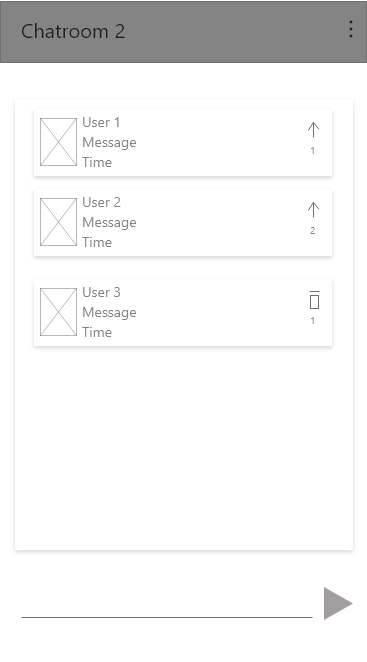 Chatroom 2
User 1
Message
Time
1
User 2
Message
Time
2
User 3
Message
Time
1